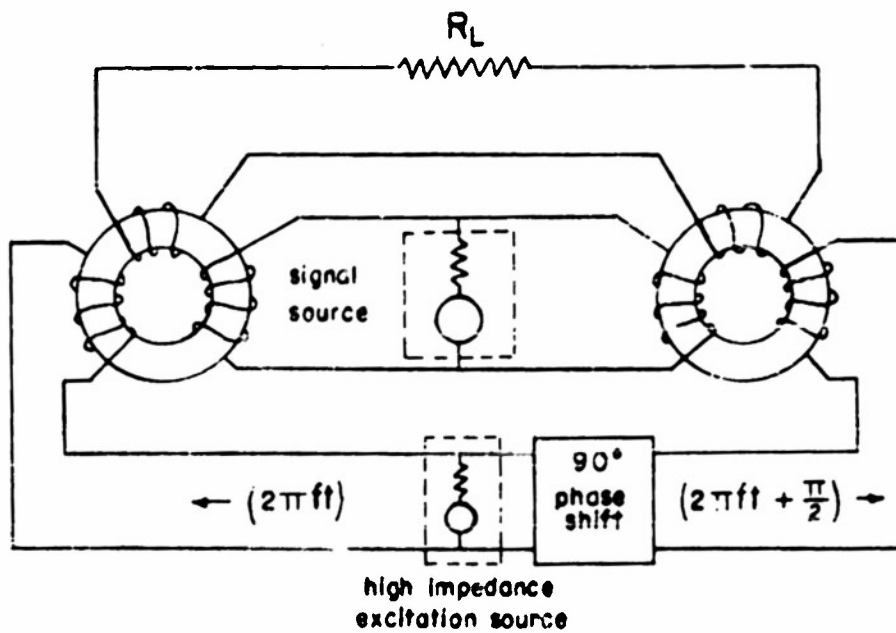 R_L
signal
source
90°
phase
shift
(2πft)
(2πft + π/2)
high impedance
excitation source